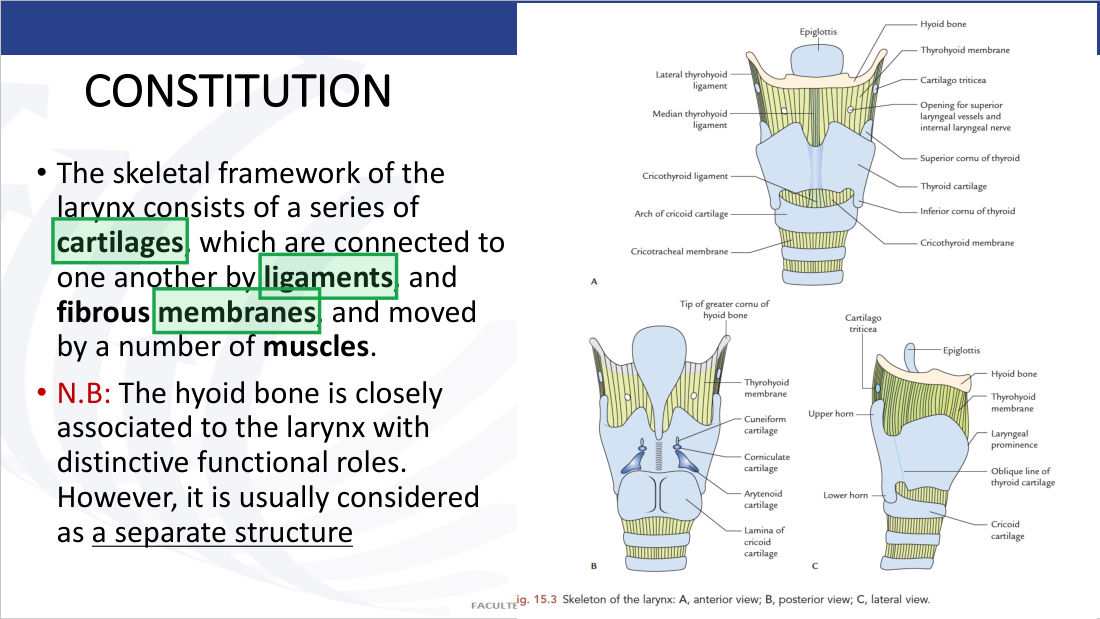 CONSTITUTION
• The skeletal framework of the
larynx consists of a series of
cartilages, which are connected to
one another by ligaments, and
fibrous membranes, and moved
by a number of muscles.
• N.B: The hyoid bone is closely
associated to the larynx with
distinctive functional roles.
However, it is usually considered
as a separate structure
FACULTE
Epiglottis
Lateral thyrohyoid
ligament
Median thyrohyoid
ligament
Cricothyroid ligament
Arch of cricoid cartilage
Cricotracheal membrane
Hyoid bone
Thyrohyoid membrane
Cartilago triticea
Opening for superior
laryngeal vessels and
internal laryngeal nerve
Superior cornu of thyroid
Thyroid cartilage
Inferior cornu of thyroid
Cricothyroid membrane
A
Tip of greater cornu of
hyoid bone
Thyrohyoid
membrane
Cuneiform
cartilage
Corniculate
cartilage
Arytenoid
cartilage
Lamina of
cricoid
cartilage
B
Cartilago
triticea
Epiglottis
Hyoid bone
Thyrohyoid
membrane
Upper horn
Laryngeal
prominence
Oblique line of
thyroid cartilage
Lower horn
Cricoid
cartilage
C
ig. 15.3 Skeleton of the larynx: A, anterior view; B, posterior view; C, lateral view.